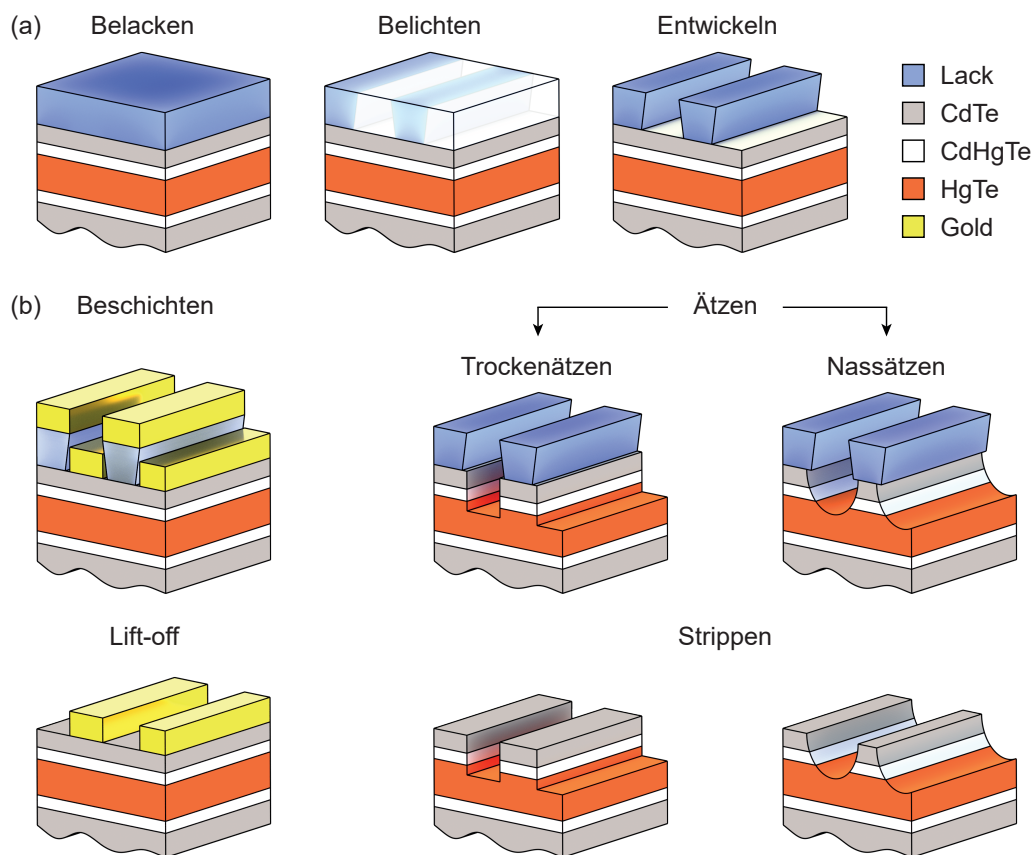 (a) Belacken Belichten Entwickeln
Lack
CdTe
CdHgTe
HgTe
Gold
(b) Beschichten Ätzen
Trockenätzen Nassätzen
Lift-off Strippen